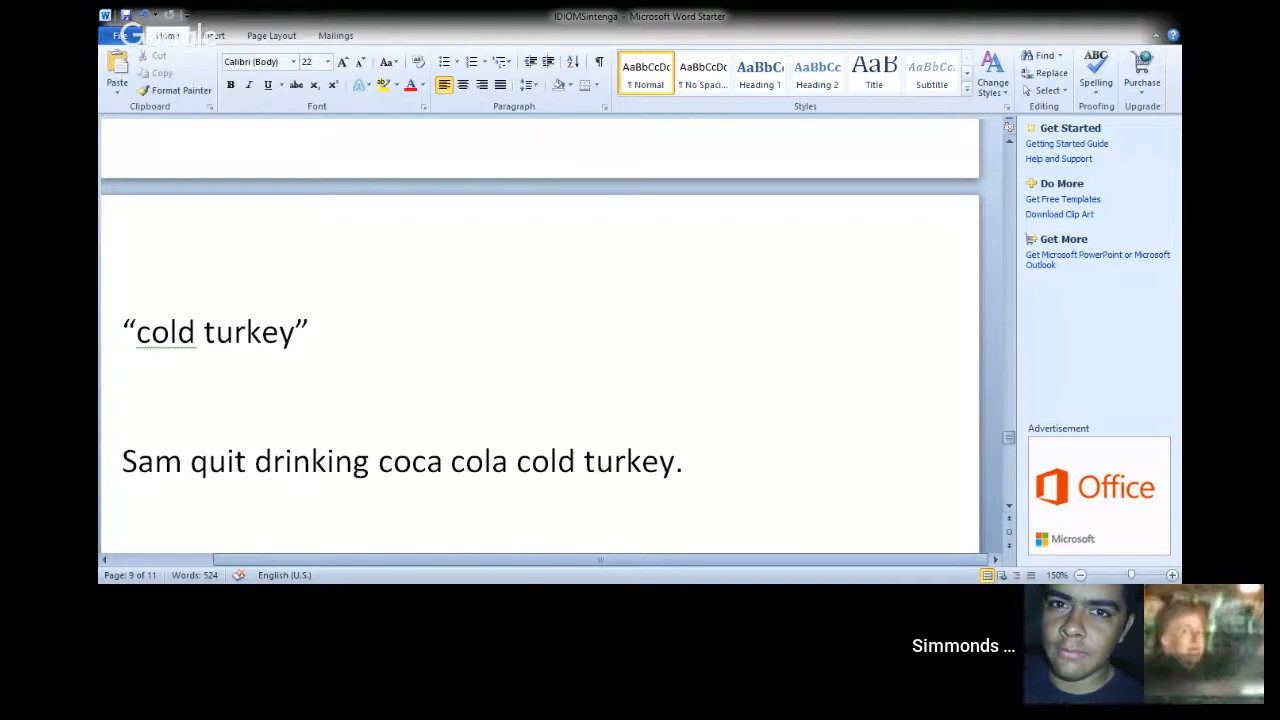 IDIOMSintenga - Microsoft Word Starter
Google
File Home Page Layout Mailings
Cut
Copy
Paste
Format Painter
Clipboard
Calibri (Body) 22
Font
Paragraph
AaBbCcDc AaBbCcDc AaBbC AaBbCc AaB AaBbCc.
¶ Normal ¶ No Spaci... Heading 1 Heading 2 Title Subtitle
Change
Styles
Styles
Find
Replace
Select
Editing
Spelling
Proofing
Purchase
Upgrade
Get Started
Getting Started Guide
Help and Support
Do More
Get Free Templates
Download Clip Art
Get More
Get Microsoft PowerPoint or Microsoft
Outlook
“cold turkey”
Sam quit drinking coca cola cold turkey.
Advertisement
Office
Microsoft
Page: 9 of 11 Words: 524 English (U.S.) 150%
Simmonds ...